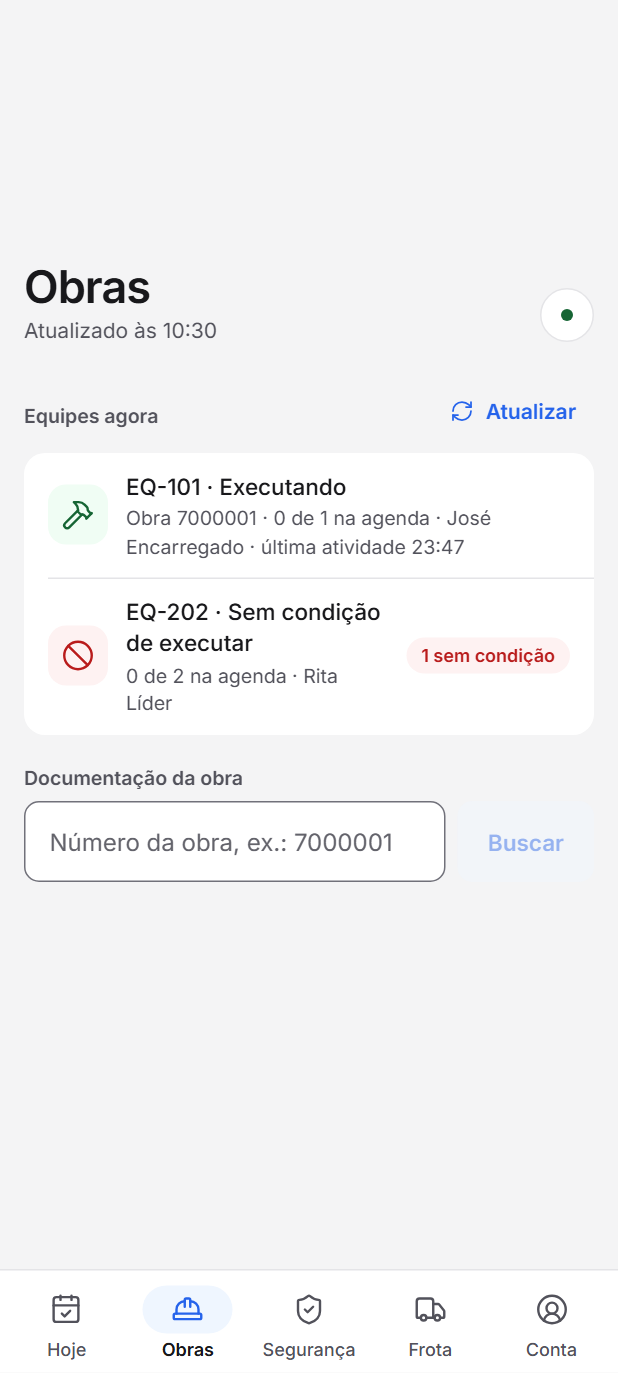 Obras
Atualizado às 10:30
Equipes agora
Atualizar
EQ-101 · Executando
Obra 7000001 · 0 de 1 na agenda · José
Encarregado · última atividade 23:47
EQ-202 · Sem condição
de executar
0 de 2 na agenda · Rita
Líder
1 sem condição
Documentação da obra
Número da obra, ex.: 7000001
Buscar
Hoje
Obras
Segurança
Frota
Conta